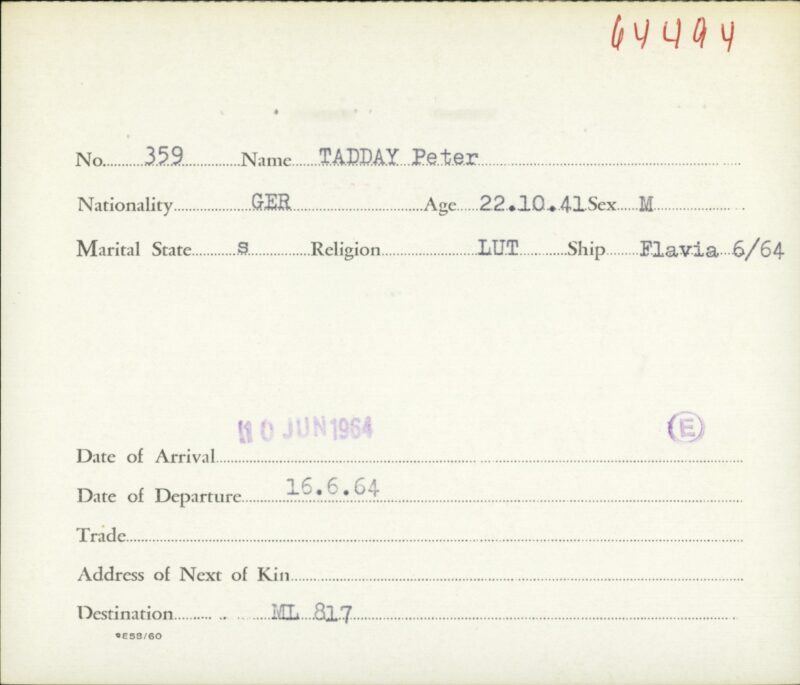 64494
No. 359 Name TADDAY Peter
Nationality GER Age 22.10.41 Sex M
Marital State s Religion LUT Ship Flavia 6/64
10 JUN 1964 E
Date of Arrival
Date of Departure 16.6.64
Trade
Address of Next of Kin
Destination ML 817
9E53/60